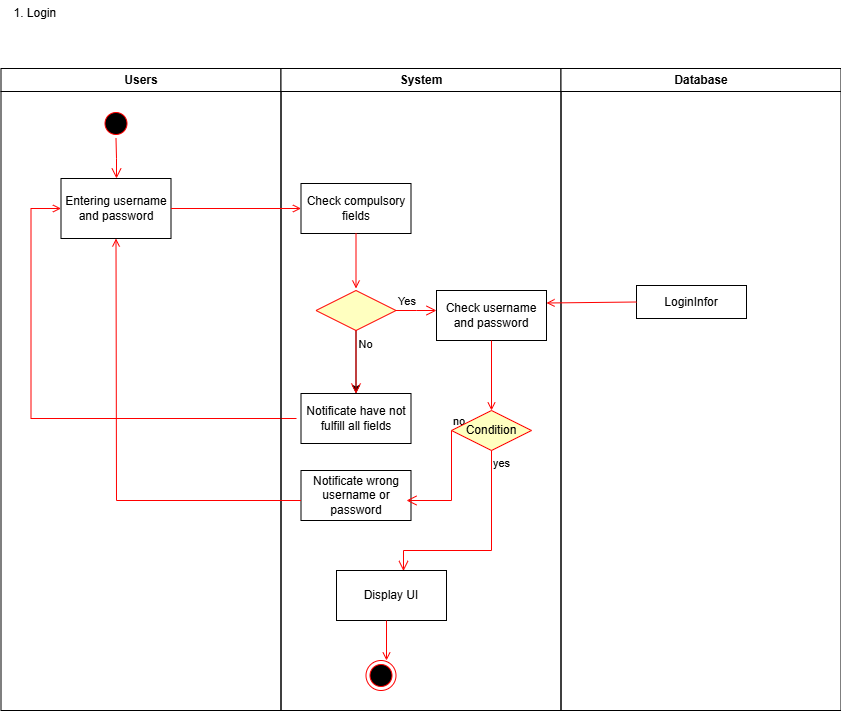 1. Login
Users
System
Database
Entering username
and password
Check compulsory
fields
Yes
Check username
and password
LoginInfor
No
Notificate have not
fulfill all fields
no
Condition
yes
Notificate wrong
username or
password
Display UI